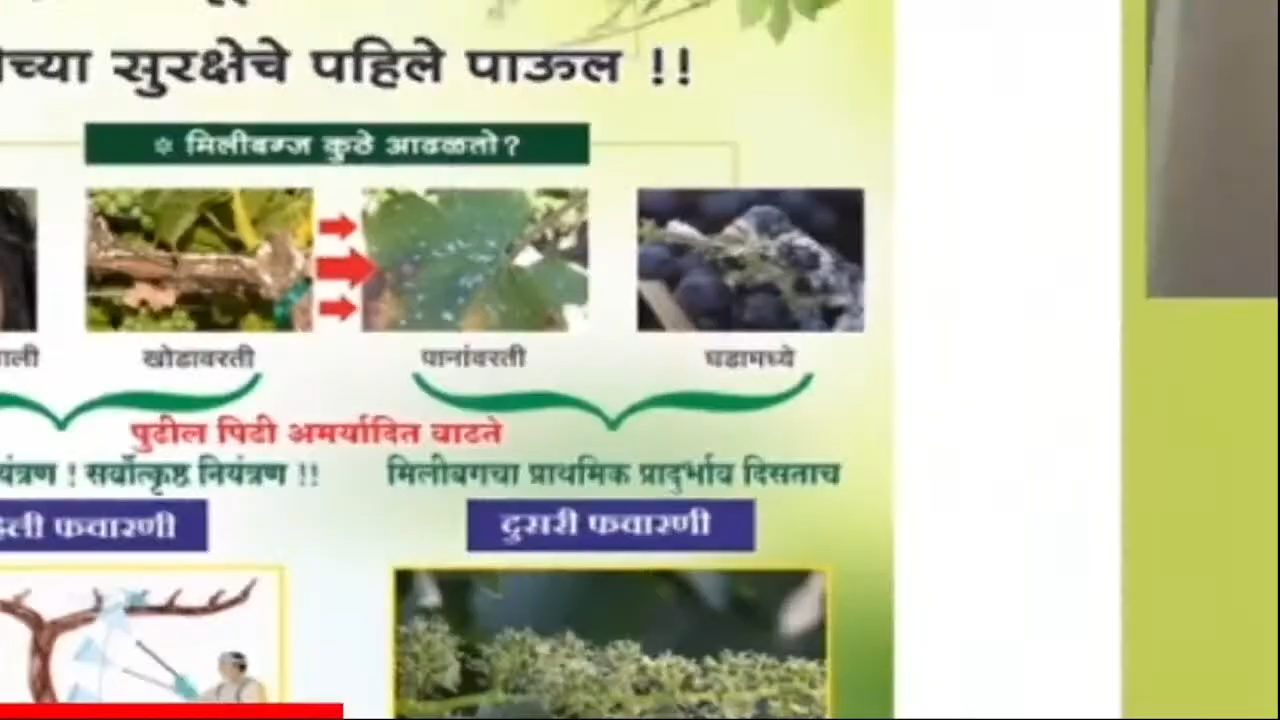 सुरक्षेचे पहिले पाऊल !!
* मिलीबग्ज कुठे आढळतो?
खोडावरती पानांवरती घडामध्ये
पुढील पिढी अमर्यादित वाढते
! सर्वोत्कृष्ठ नियंत्रण !! मिलीबगचा प्राथमिक प्रादुर्भाव दिसताच
फवारणी दुसरी फवारणी